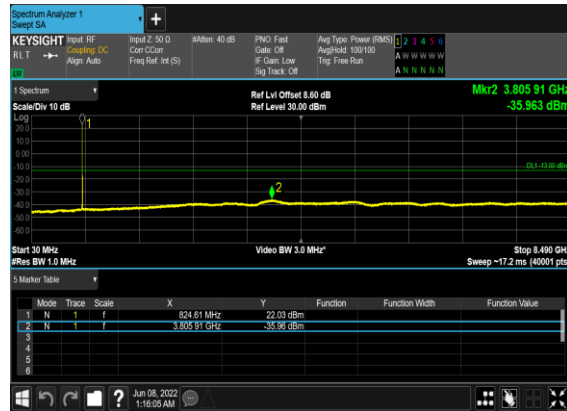 Spectrum Analyzer 1
Swept SA
+
KEYSIGHT Input: RF Input Z: 50 Ω #Atten: 40 dB PNO: Fast Avg Type: Power (RMS) 1 2 3 4 5 6
RLT Coupling: DC Corr CCorr Gate: Off Avg|Hold: 100/100 A W W W W W
Align: Auto Freq Ref: Int (S) IF Gain: Low Trig: Free Run
Sig Track: Off A N N N N N
1 Spectrum
Scale/Div 10 dB Ref Lvl Offset 8.60 dB Mkr2 3.805 91 GHz
Ref Level 30.00 dBm -35.963 dBm
Log
20.0
10.0
0.00
-10.0
DL1 -13.00 dBm
-20.0
-30.0
-40.0
-50.0
-60.0
1
2
Start 30 MHz Video BW 3.0 MHz* Stop 8.490 GHz
#Res BW 1.0 MHz Sweep ~17.2 ms (40001 pts)
5 Marker Table
Mode Trace Scale X Y Function Function Width Function Value
1 N 1 f 824.61 MHz 22.03 dBm
2 N 1 f 3.805 91 GHz -35.96 dBm
3
4
5
6
? Jun 08, 2022
1:16:05 AM